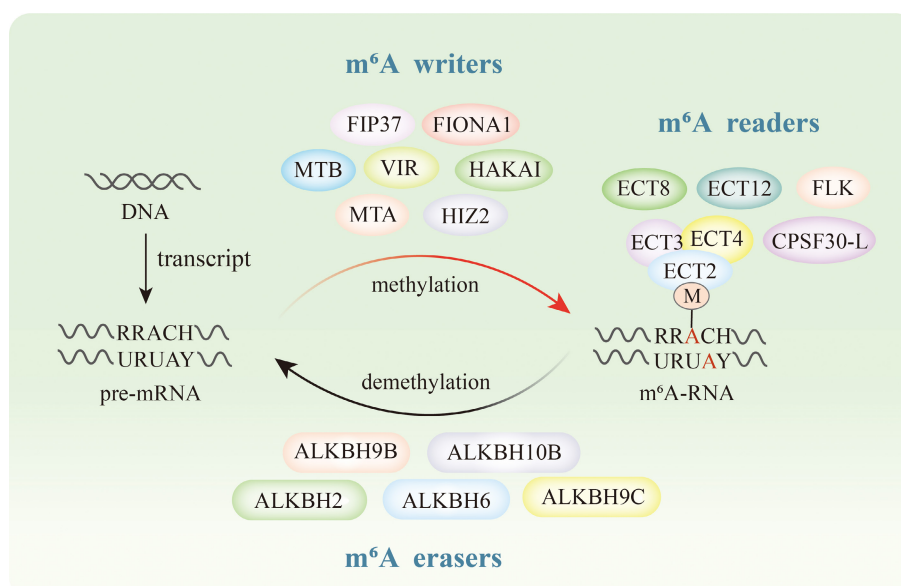 m⁶A writers
FIP37 FIONA1
MTB VIR HAKAI
MTA HIZ2
m⁶A readers
ECT8 ECT12 FLK
ECT3 ECT4 CPSF30-L
ECT2
M
DNA
transcript
methylation
RRACH
URUAY
pre-mRNA
RRACH
URUAY
m⁶A-RNA
demethylation
ALKBH9B ALKBH10B
ALKBH2 ALKBH6 ALKBH9C
m⁶A erasers